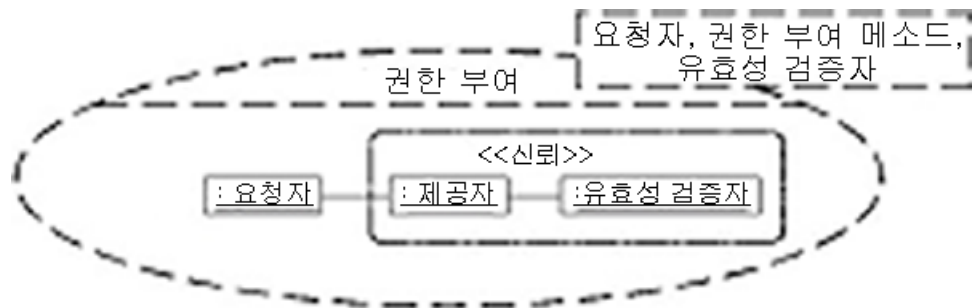 요청자, 권한 부여 메소드,
유효성 검증자
권한 부여
<<신뢰>>
: 요청자
: 제공자
:유효성 검증자